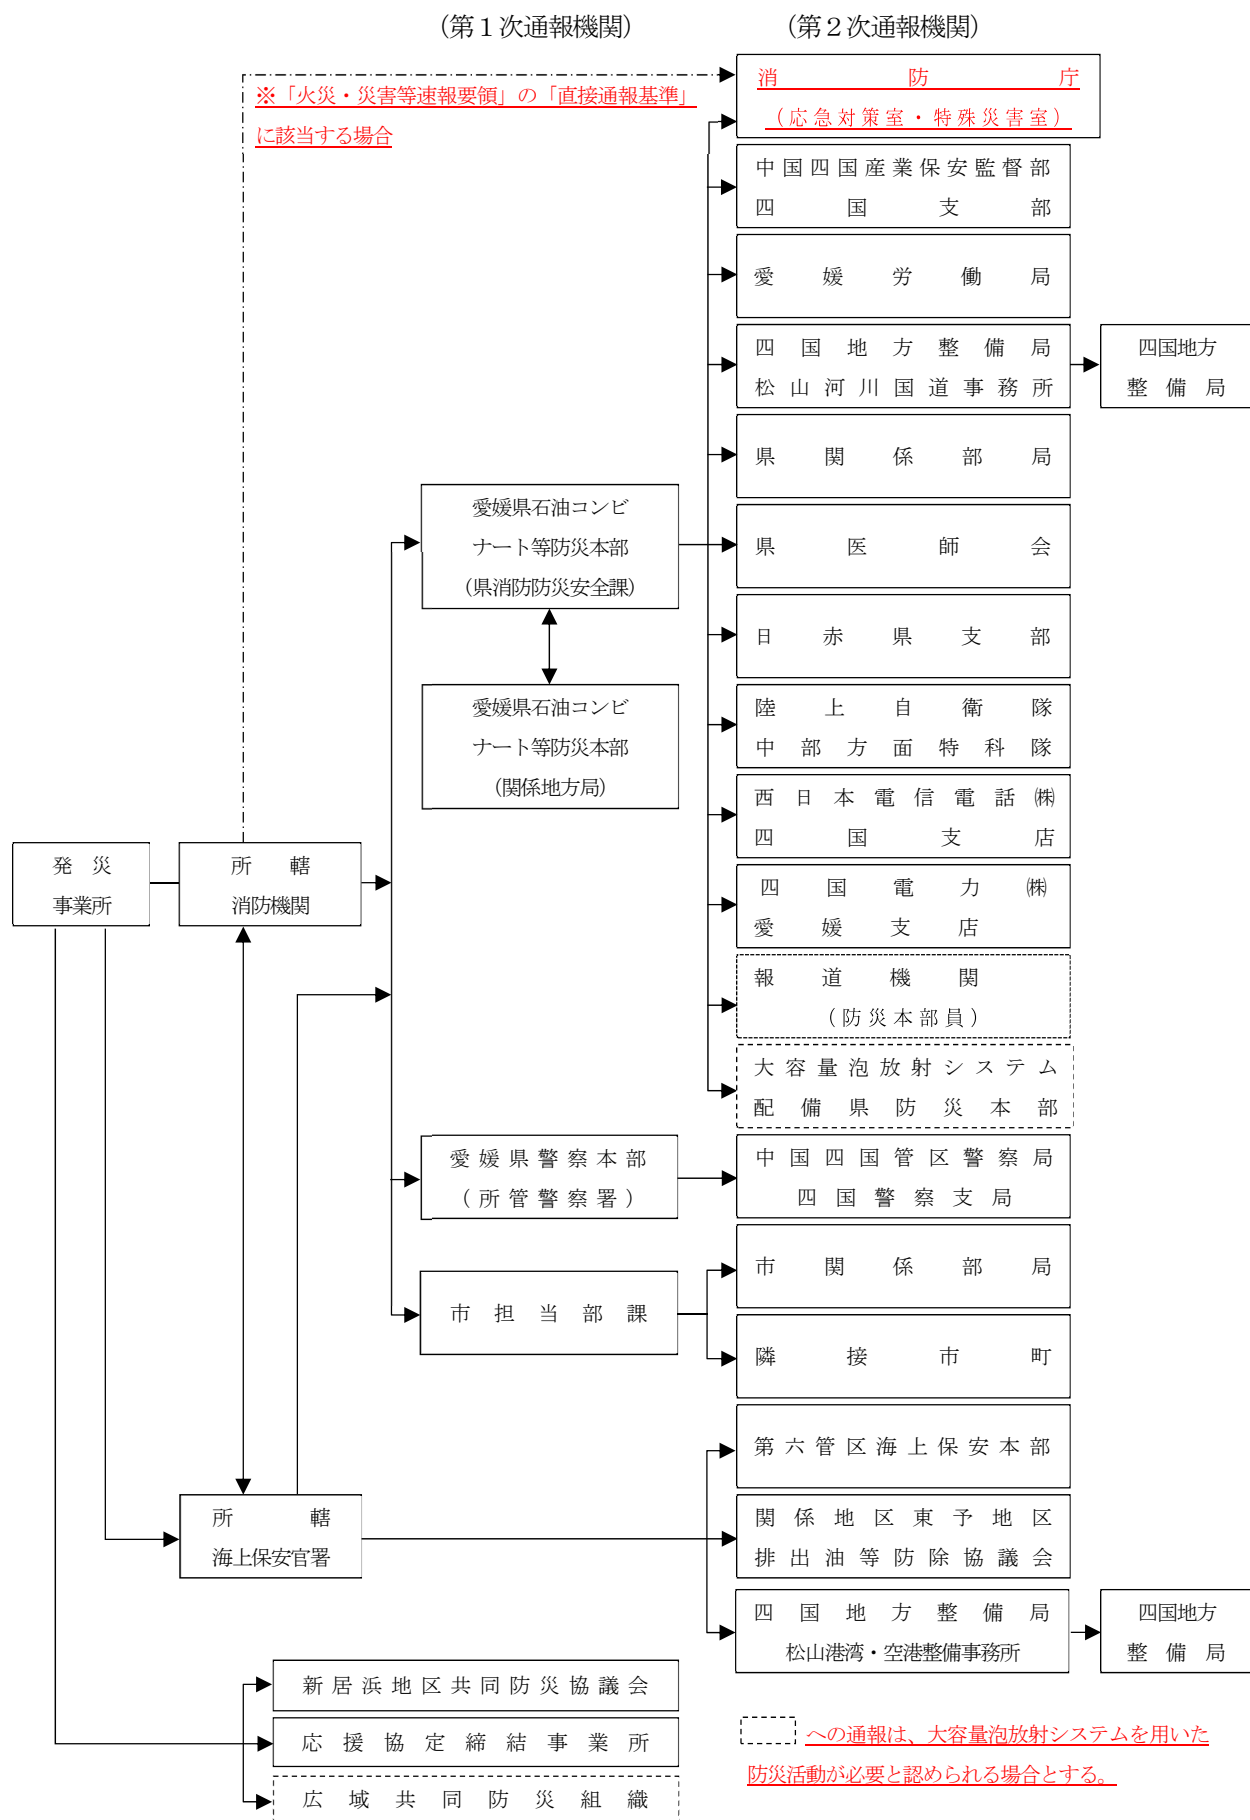 （第１次通報機関）
（第２次通報機関）
※「火災・災害等速報要領」の「直接通報基準」
に該当する場合
消防庁
（応急対策室・特殊災害室）
中国四国産業保安監督部
四国支部
愛媛労働局
四国地方整備局
松山河川国道事務所
四国地方
整備局
県関係部局
愛媛県石油コンビ
ナート等防災本部
（県消防防災安全課）
県医師会
日赤県支部
愛媛県石油コンビ
ナート等防災本部
（関係地方局）
陸上自衛隊
中部方面特科隊
西日本電信電話㈱
四国支店
発災
事業所
所轄
消防機関
四国電力㈱
愛媛支店
報道機関
（防災本部員）
大容量泡放射システム
配備県防災本部
愛媛県警察本部
（所管警察署）
中国四国管区警察局
四国警察支局
市担当部課
市関係部局
隣接市町
第六管区海上保安本部
所轄
海上保安官署
関係地区東予地区
排出油等防除協議会
四国地方整備局
松山港湾・空港整備事務所
四国地方
整備局
新居浜地区共同防災協議会
応援協定締結事業所
広域共同防災組織
への通報は、大容量泡放射システムを用いた
防災活動が必要と認められる場合とする。